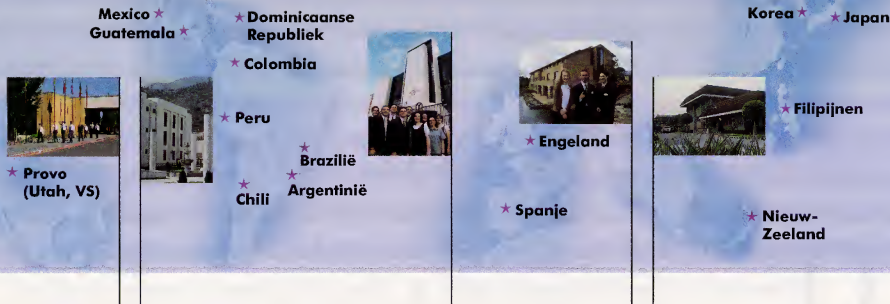 Mexico
Guatemala
Dominicaanse
Republiek
Colombia
Peru
Brazilië
Argentinië
Chili
Provo
(Utah, VS)
Engeland
Spanje
Korea
Japan
Filipijnen
Nieuw-
Zeeland